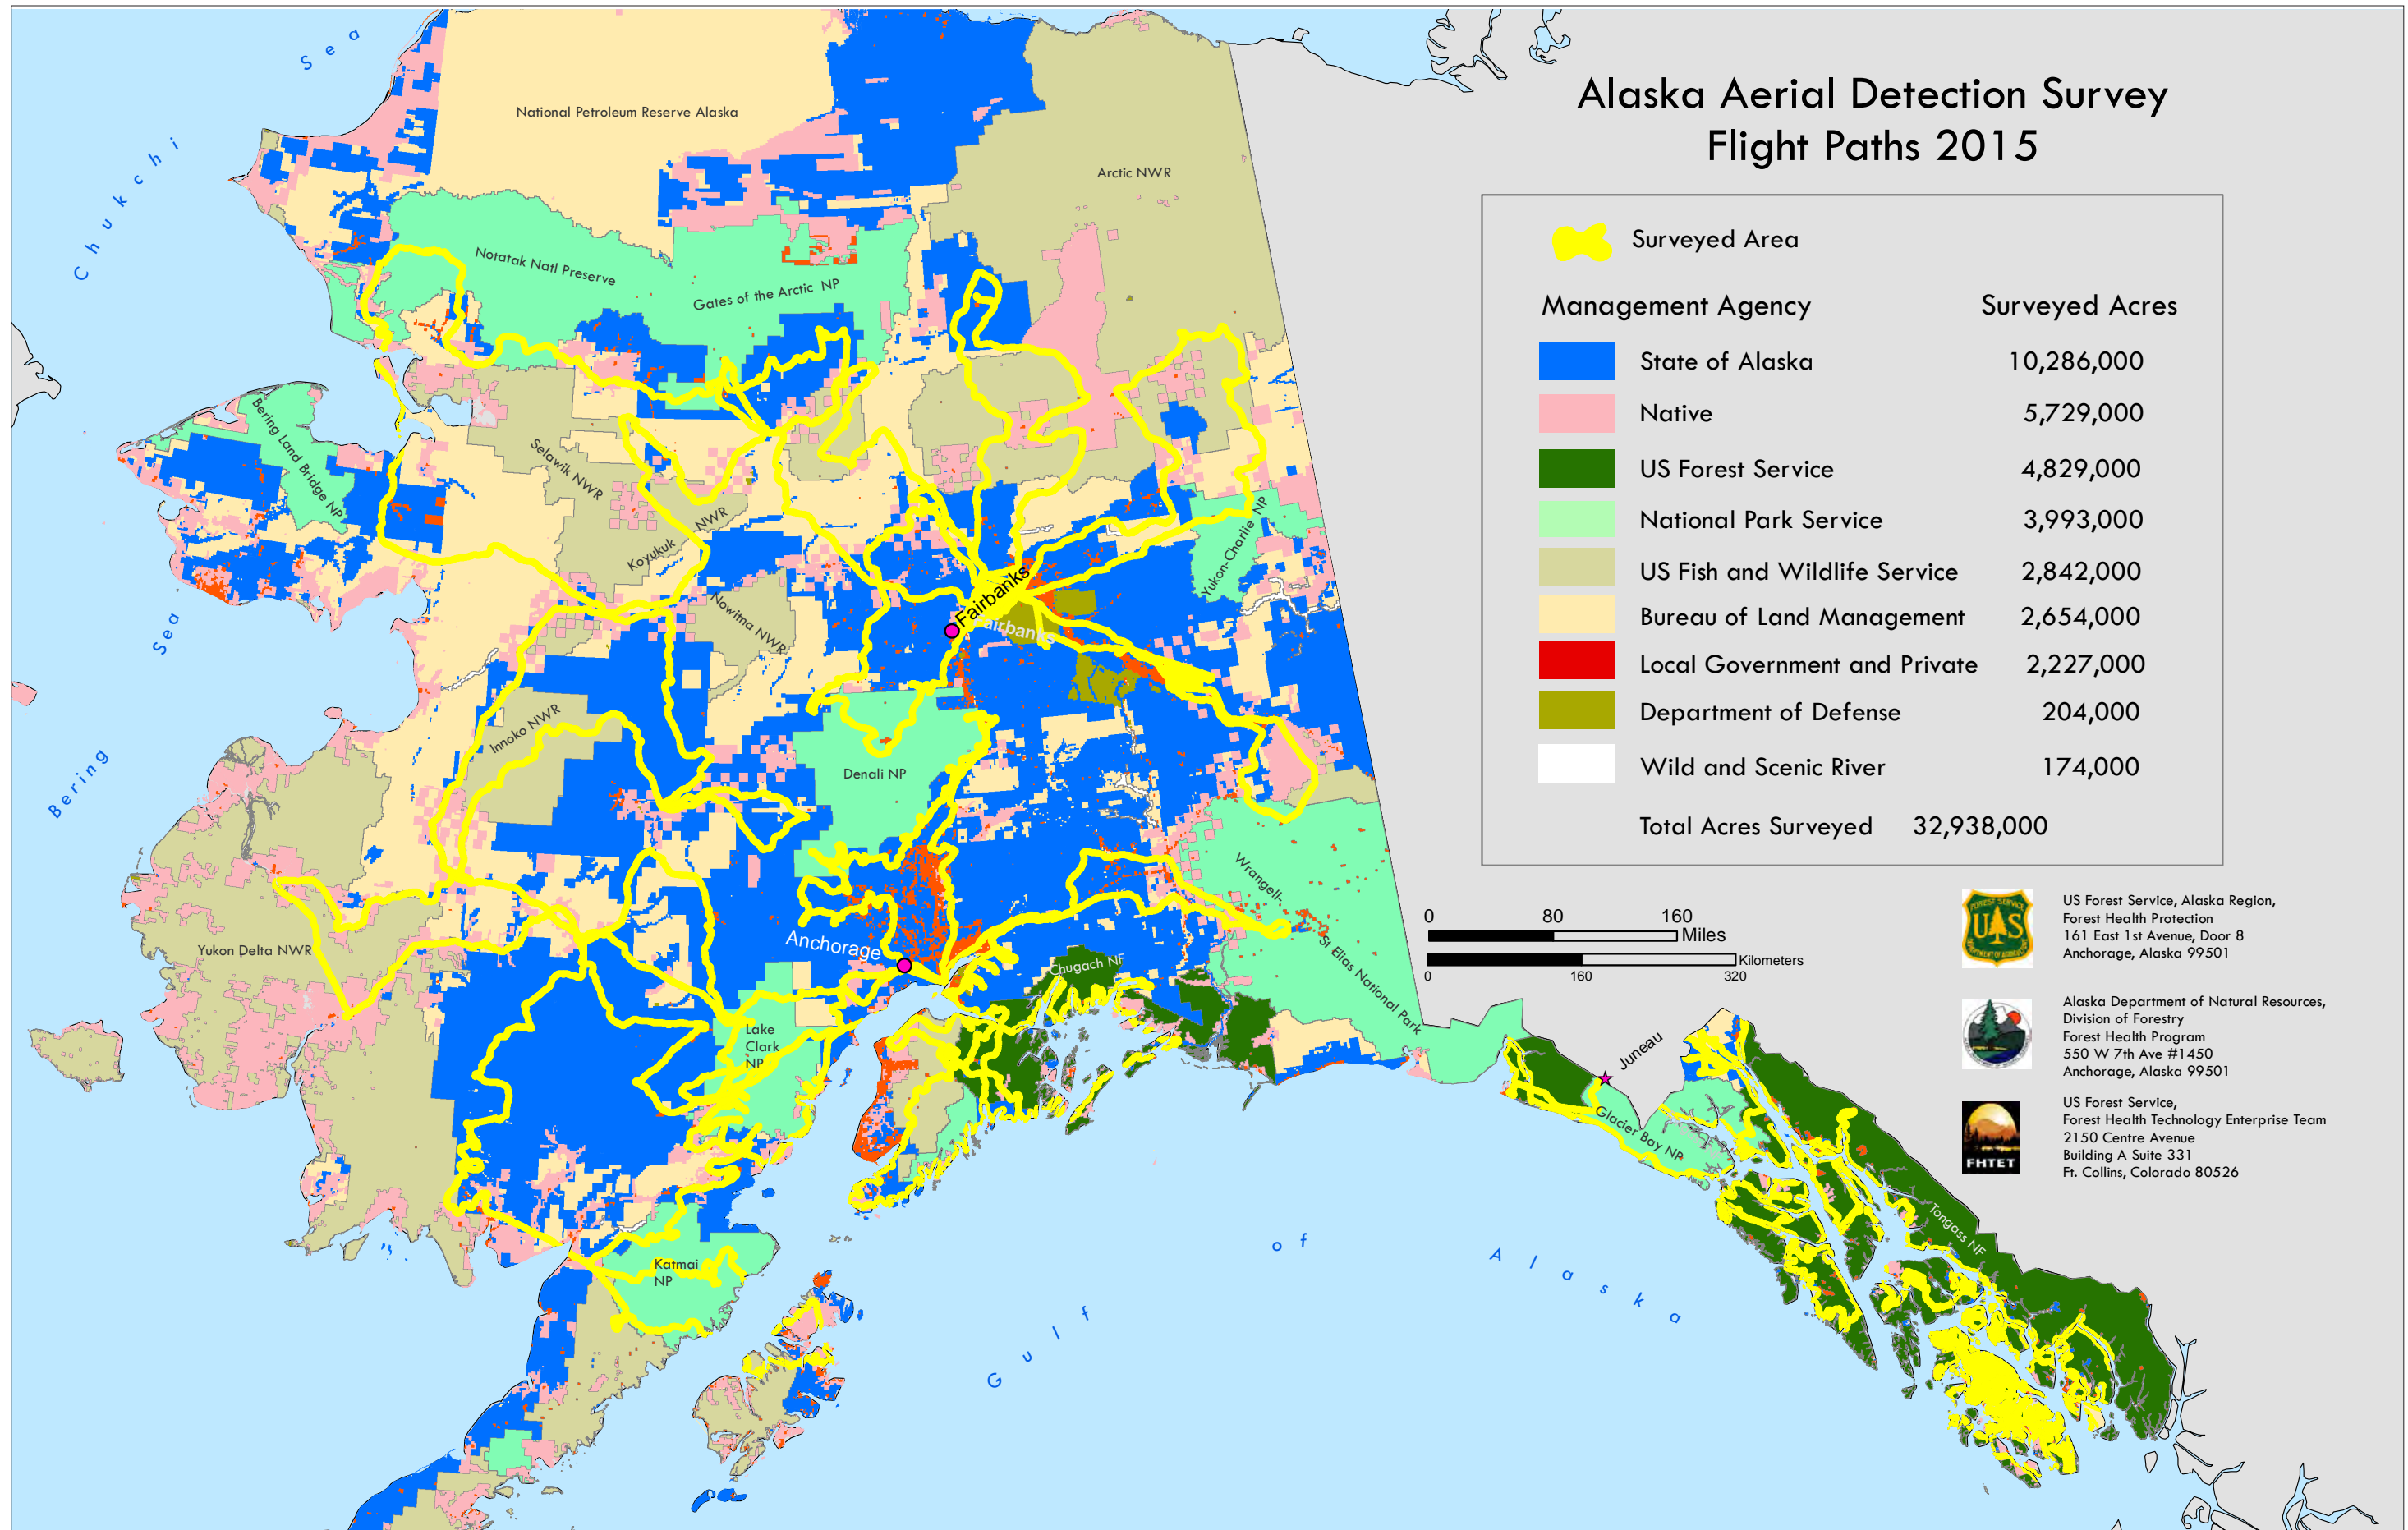 Alaska Aerial Detection Survey
Flight Paths 2015
Surveyed Area
Management Agency Surveyed Acres
State of Alaska 10,286,000
Native 5,729,000
US Forest Service 4,829,000
National Park Service 3,993,000
US Fish and Wildlife Service 2,842,000
Bureau of Land Management 2,654,000
Local Government and Private 2,227,000
Department of Defense 204,000
Wild and Scenic River 174,000
Total Acres Surveyed 32,938,000
0 80 160
Miles
Kilometers
0 160 320
US Forest Service, Alaska Region,
Forest Health Protection
161 East 1st Avenue, Door 8
Anchorage, Alaska 99501
Alaska Department of Natural Resources,
Division of Forestry
Forest Health Program
550 W 7th Ave #1450
Anchorage, Alaska 99501
US Forest Service,
Forest Health Technology Enterprise Team
2150 Centre Avenue
Building A Suite 331
Ft. Collins, Colorado 80526
FOREST SERVICE
UAS
DEPARTMENT OF AGRICULTURE
FHTET
Chukchi Sea
Bering Sea
Gulf of Alaska
National Petroleum Reserve Alaska
Arctic NWR
Notatak Natl Preserve
Gates of the Arctic NP
Bering Land Bridge NP
Selawik NWR
Koyukuk NWR
Nowitna NWR
Yukon-Charlie NP
Fairbanks
Fairbanks
Innoko NWR
Denali NP
Yukon Delta NWR
Anchorage
Wrangell-
St Elias National Park
Chugach NF
Lake
Clark
NP
Juneau
Glacier Bay NP
Tongass NF
Katmai
NP